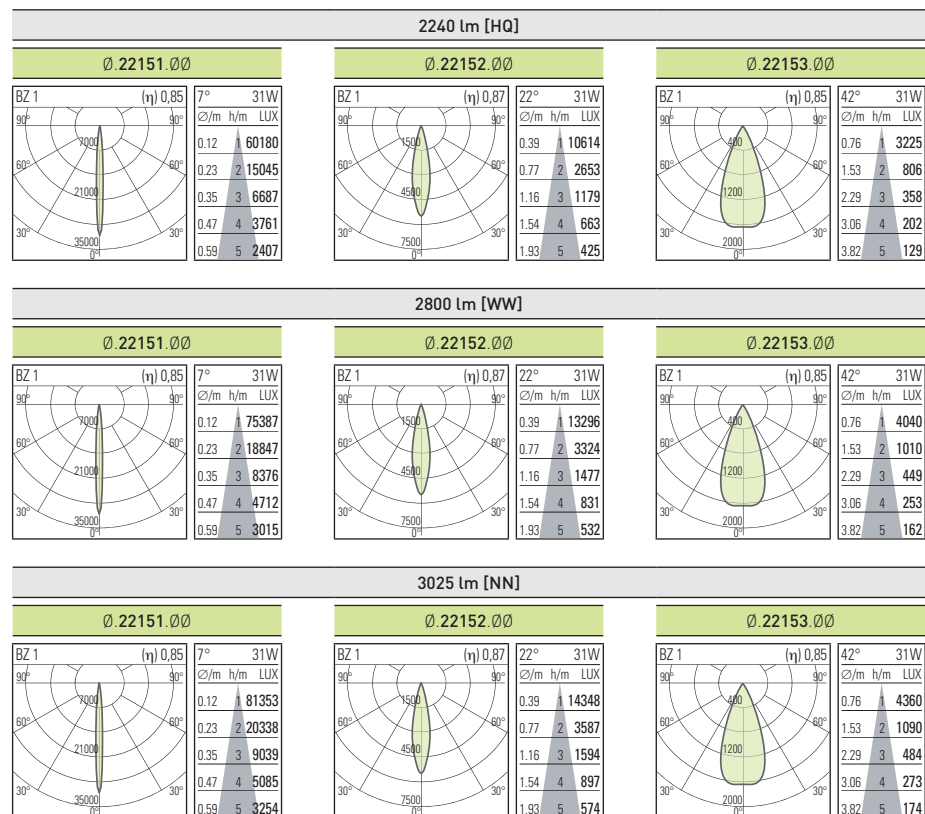 2240 lm [HQ]
Ø.22151.ØØ
BZ 1 (η) 0,85
90° 90°
7000
60° 60°
21000
30° 30°
35000
0°
7° 31W
∅/m h/m LUX
0.12 1 60180
0.23 2 15045
0.35 3 6687
0.47 4 3761
0.59 5 2407
Ø.22152.ØØ
BZ 1 (η) 0,87
90° 90°
1500
60° 60°
4500
30° 30°
7500
0°
22° 31W
∅/m h/m LUX
0.39 1 10614
0.77 2 2653
1.16 3 1179
1.54 4 663
1.93 5 425
Ø.22153.ØØ
BZ 1 (η) 0,85
90° 90°
400
60° 60°
1200
30° 30°
2000
0°
42° 31W
∅/m h/m LUX
0.76 1 3225
1.53 2 806
2.29 3 358
3.06 4 202
3.82 5 129
2800 lm [WW]
Ø.22151.ØØ
BZ 1 (η) 0,85
90° 90°
7000
60° 60°
21000
30° 30°
35000
0°
7° 31W
∅/m h/m LUX
0.12 1 75387
0.23 2 18847
0.35 3 8376
0.47 4 4712
0.59 5 3015
Ø.22152.ØØ
BZ 1 (η) 0,87
90° 90°
1500
60° 60°
4500
30° 30°
7500
0°
22° 31W
∅/m h/m LUX
0.39 1 13296
0.77 2 3324
1.16 3 1477
1.54 4 831
1.93 5 532
Ø.22153.ØØ
BZ 1 (η) 0,85
90° 90°
400
60° 60°
1200
30° 30°
2000
0°
42° 31W
∅/m h/m LUX
0.76 1 4040
1.53 2 1010
2.29 3 449
3.06 4 253
3.82 5 162
3025 lm [NN]
Ø.22151.ØØ
BZ 1 (η) 0,85
90° 90°
7000
60° 60°
21000
30° 30°
35000
0°
7° 31W
∅/m h/m LUX
0.12 1 81353
0.23 2 20338
0.35 3 9039
0.47 4 5085
0.59 5 3254
Ø.22152.ØØ
BZ 1 (η) 0,87
90° 90°
1500
60° 60°
4500
30° 30°
7500
0°
22° 31W
∅/m h/m LUX
0.39 1 14348
0.77 2 3587
1.16 3 1594
1.54 4 897
1.93 5 574
Ø.22153.ØØ
BZ 1 (η) 0,85
90° 90°
400
60° 60°
1200
30° 30°
2000
0°
42° 31W
∅/m h/m LUX
0.76 1 4360
1.53 2 1090
2.29 3 484
3.06 4 273
3.82 5 174